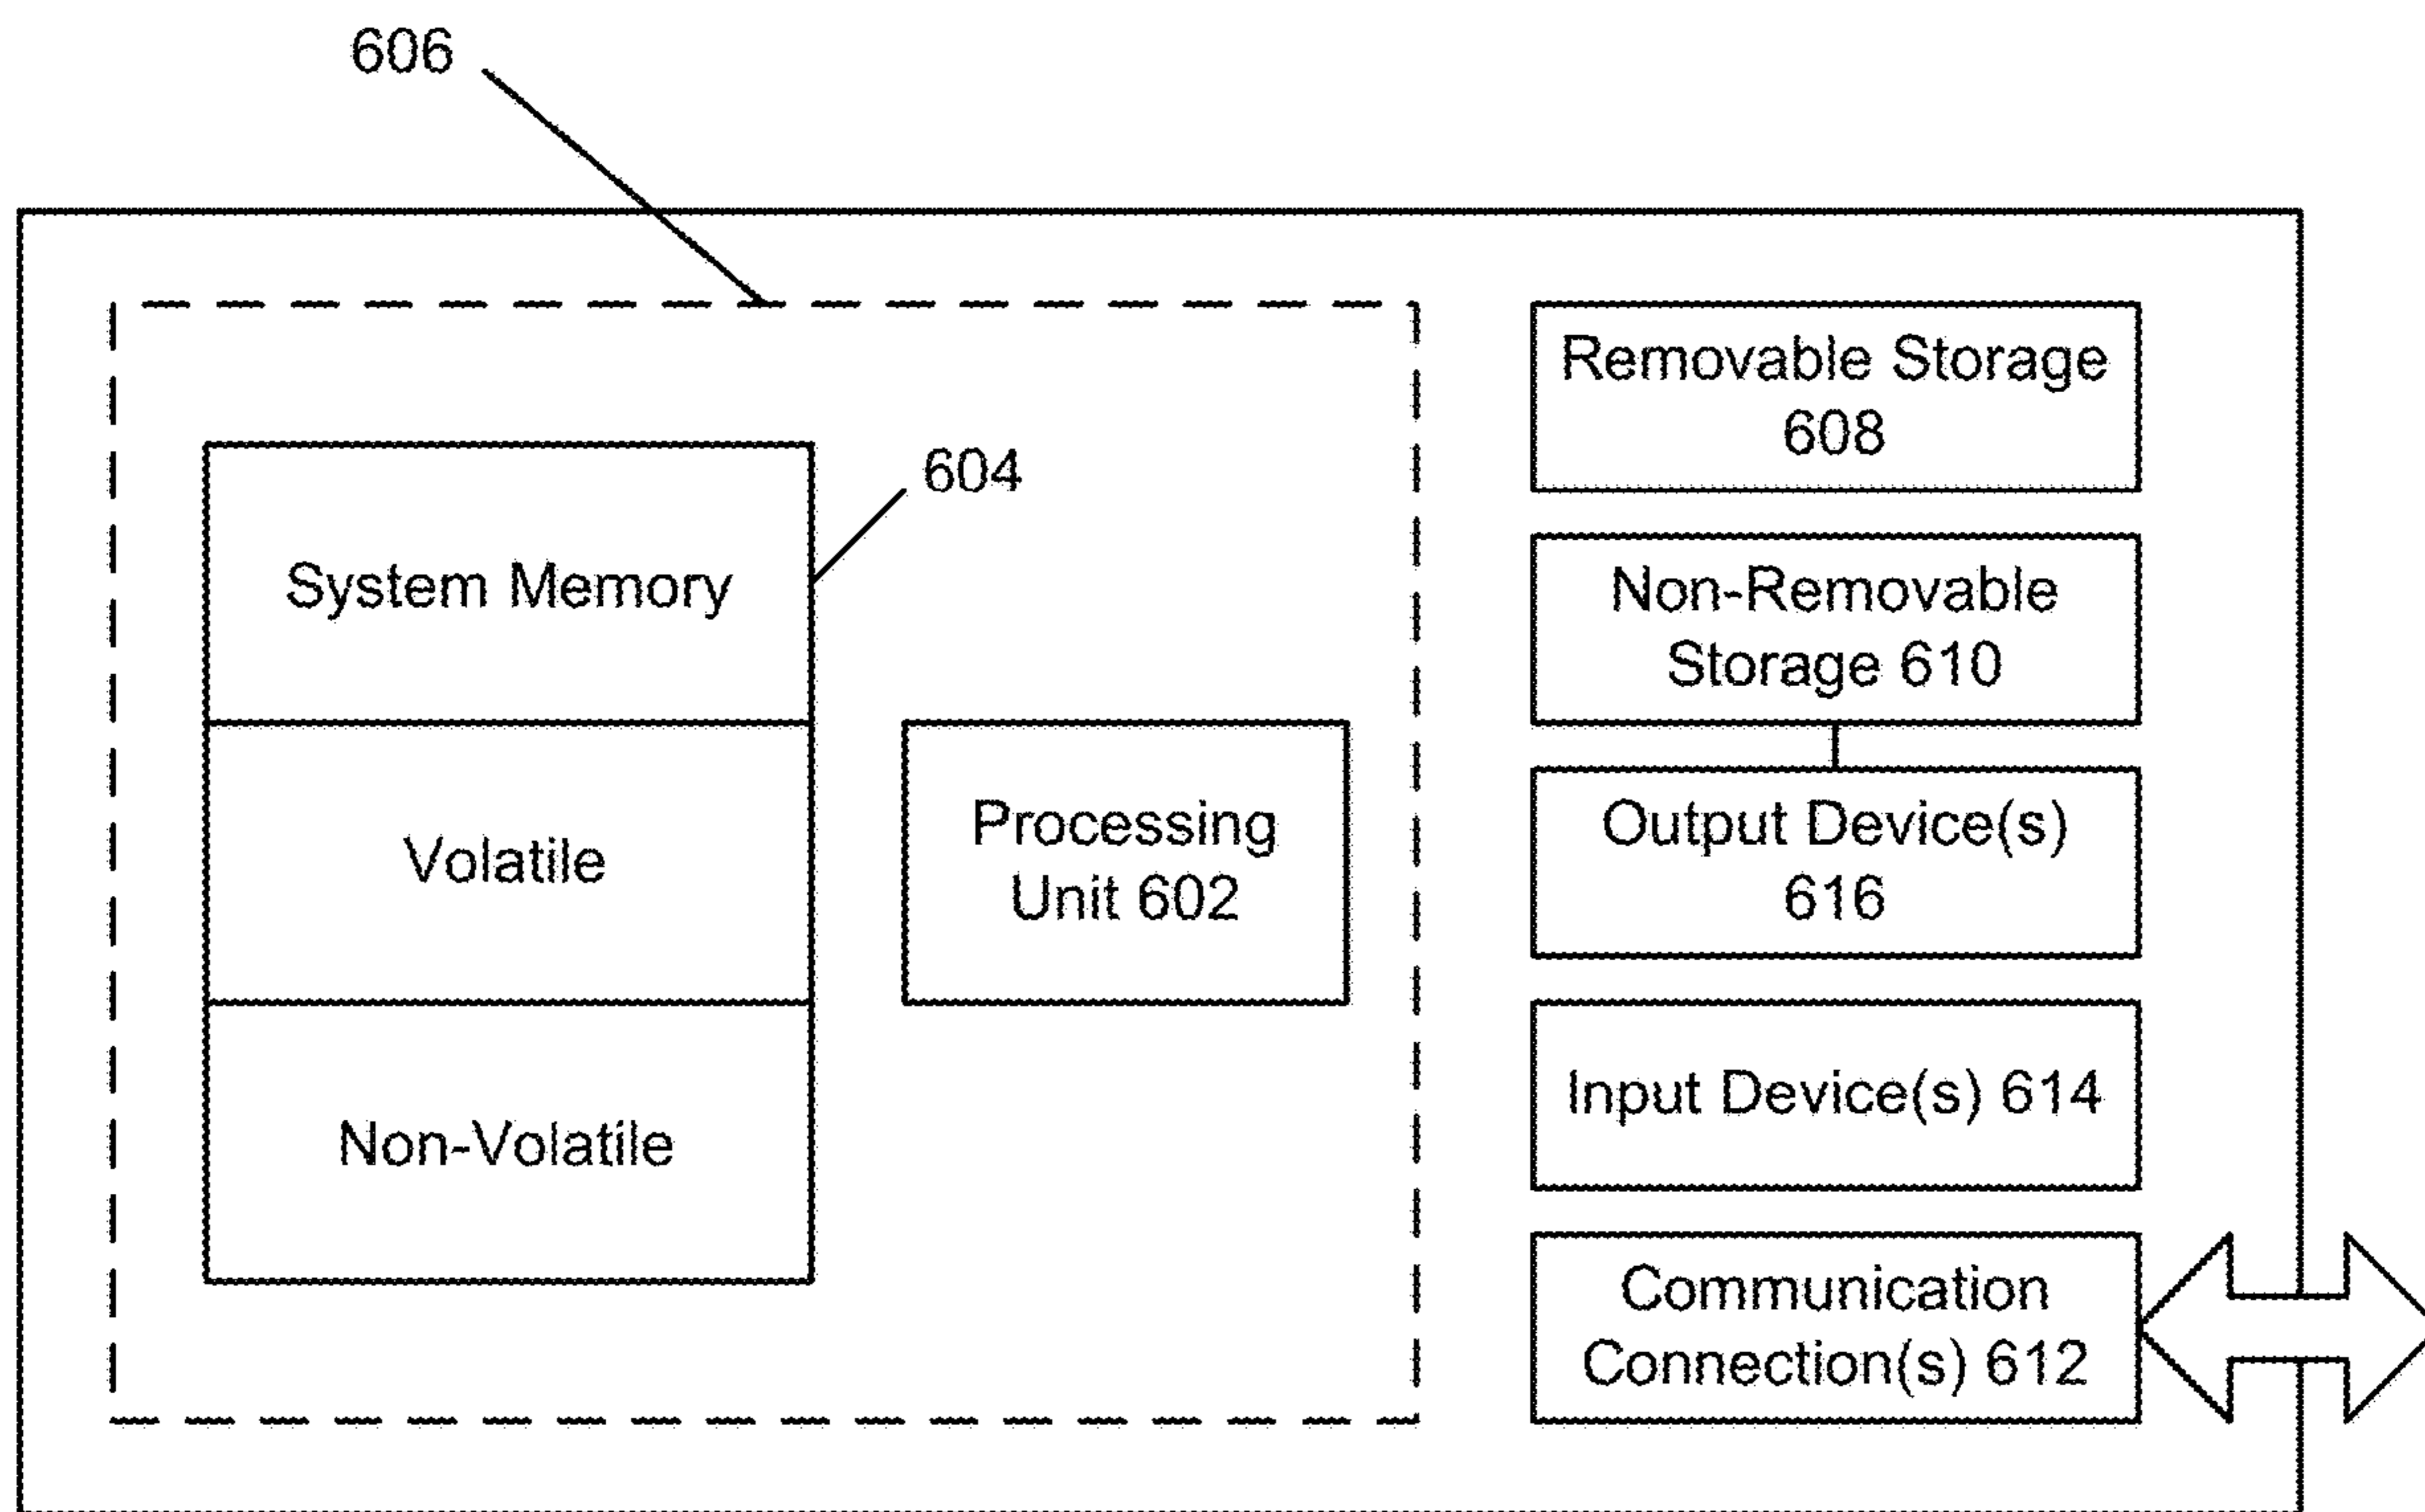 606
604
System Memory
Volatile
Non-Volatile
Processing
Unit 602
Removable Storage
608
Non-Removable
Storage 610
Output Device(s)
616
Input Device(s) 614
Communication
Connection(s) 612